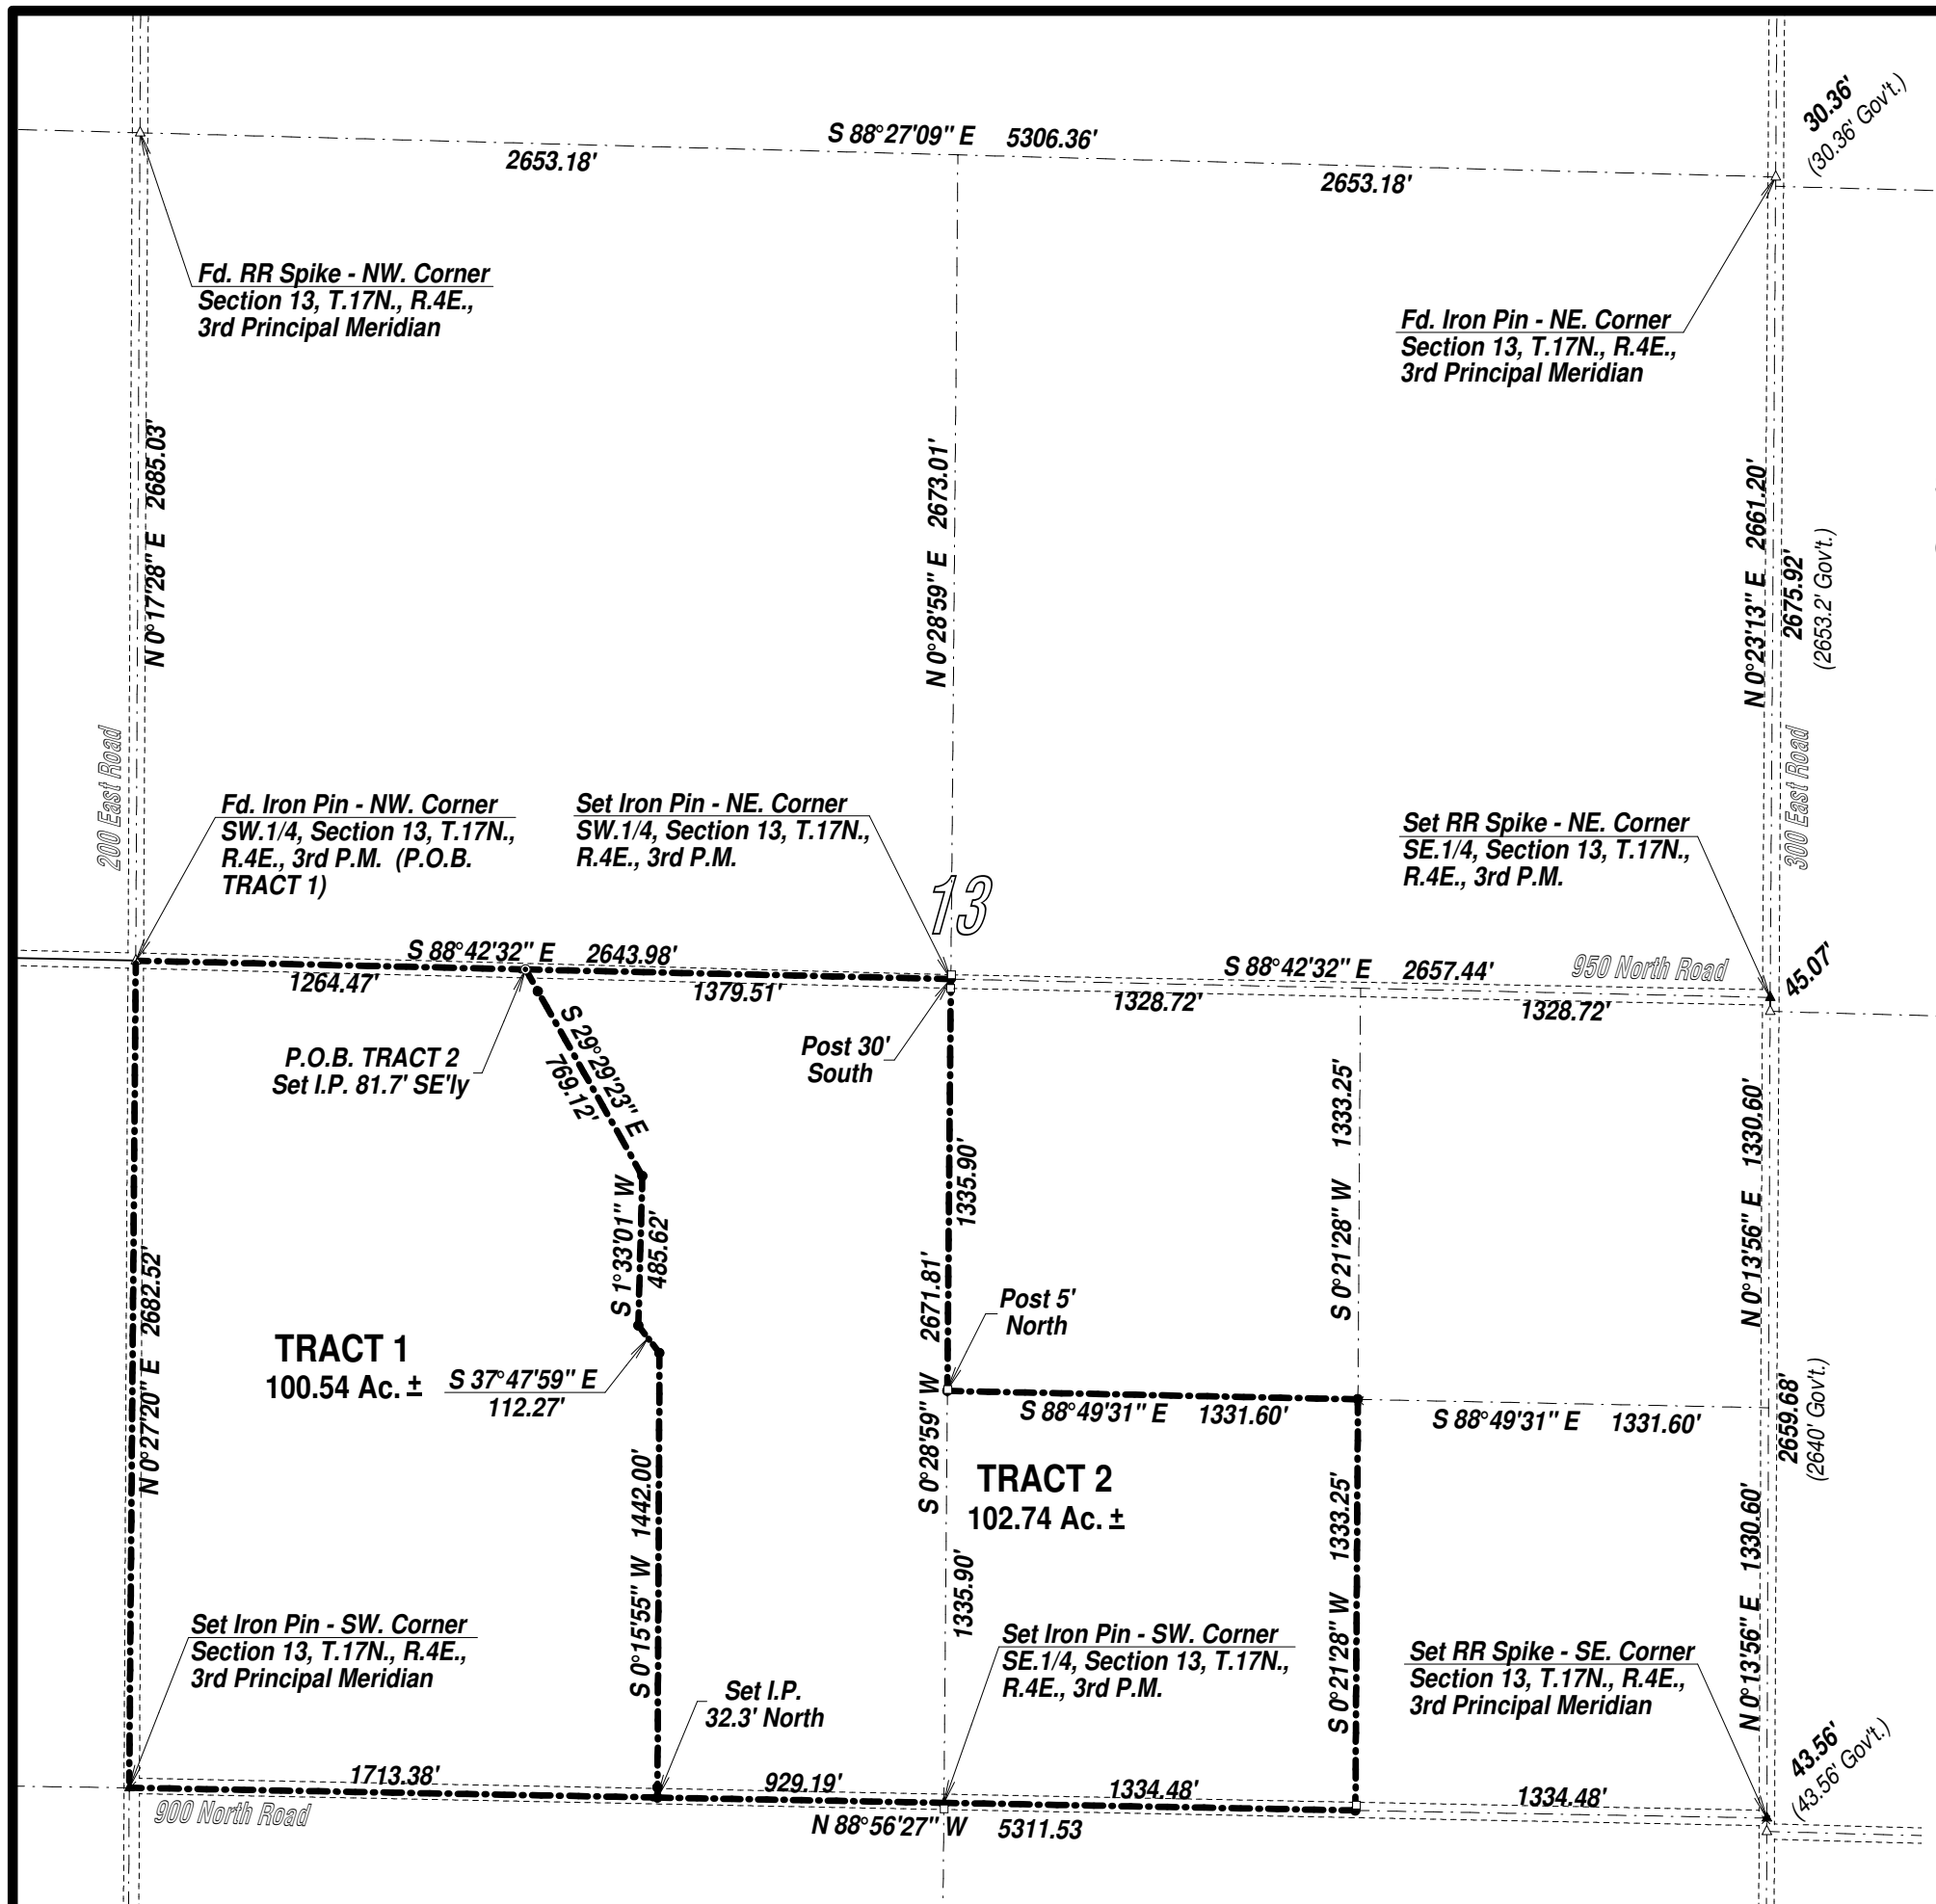 S 88°27'09" E 5306.36'
2653.18'
2653.18'
30.36'
(30.36' Gov't.)
Fd. RR Spike - NW. Corner
Section 13, T.17N., R.4E.,
3rd Principal Meridian
Fd. Iron Pin - NE. Corner
Section 13, T.17N., R.4E.,
3rd Principal Meridian
N 0°17'28" E 2685.03'
N 0°28'59" E 2673.01'
N 0°23'13" E 2661.20'
2675.92'
(2653.2' Gov't.)
200 East Road
300 East Road
Fd. Iron Pin - NW. Corner
SW.1/4, Section 13, T.17N.,
R.4E., 3rd P.M. (P.O.B.
TRACT 1)
Set Iron Pin - NE. Corner
SW.1/4, Section 13, T.17N.,
R.4E., 3rd P.M.
Set RR Spike - NE. Corner
SE.1/4, Section 13, T.17N.,
R.4E., 3rd P.M.
13
S 88°42'32" E 2643.98'
1264.47'
1379.51'
S 88°42'32" E 2657.44'
950 North Road
45.07'
1328.72'
1328.72'
P.O.B. TRACT 2
Set I.P. 81.7' SE'ly
S 29°29'23" E
769.12'
Post 30'
South
1335.90'
S 0°21'28" W 1333.25'
N 0°13'56" E 1330.60'
S 1°33'01" W
485.62'
N 0°27'20" E 2682.52'
S 0°28'59" W 2671.81'
Post 5'
North
TRACT 1
100.54 Ac. ±
S 37°47'59" E
112.27'
S 88°49'31" E 1331.60'
S 88°49'31" E 1331.60'
2659.68'
(2640' Gov't.)
TRACT 2
102.74 Ac. ±
S 0°15'55" W 1442.00'
1335.90'
S 0°21'28" W 1333.25'
N 0°13'56" E 1330.60'
Set Iron Pin - SW. Corner
Section 13, T.17N., R.4E.,
3rd Principal Meridian
Set I.P.
32.3' North
Set Iron Pin - SW. Corner
SE.1/4, Section 13, T.17N.,
R.4E., 3rd P.M.
Set RR Spike - SE. Corner
Section 13, T.17N., R.4E.,
3rd Principal Meridian
43.56'
(43.56' Gov't.)
1713.38'
929.19'
1334.48'
1334.48'
900 North Road
N 88°56'27" W 5311.53